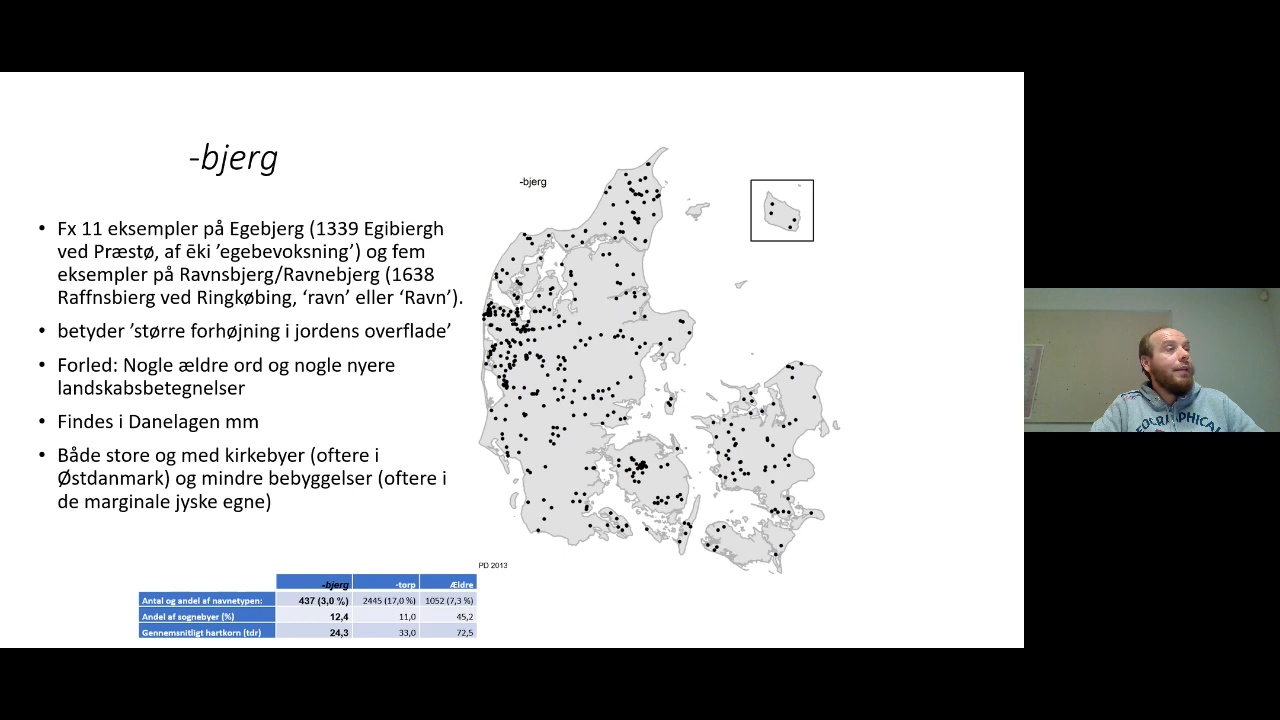 -bjerg
• Fx 11 eksempler på Egebjerg (1339 Egibiergh
ved Præstø, af ēki ’egebevoksning’) og fem
eksempler på Ravnsbjerg/Ravnebjerg (1638
Raffnsbierg ved Ringkøbing, ‘ravn’ eller ‘Ravn’).
• betyder ’større forhøjning i jordens overflade’
• Forled: Nogle ældre ord og nogle nyere
landskabsbetegnelser
• Findes i Danelagen mm
• Både store og med kirkebyer (oftere i
Østdanmark) og mindre bebyggelser (oftere i
de marginale jyske egne)
-bjerg
PD 2013
-bjerg -torp Ældre
Antal og andel af navnetypen: 437 (3,0 %) 2445 (17,0 %) 1052 (7,3 %)
Andel af sognebyer (%) 12,4 11,0 45,2
Gennemsnitligt hartkorn (tdr) 24,3 33,0 72,5